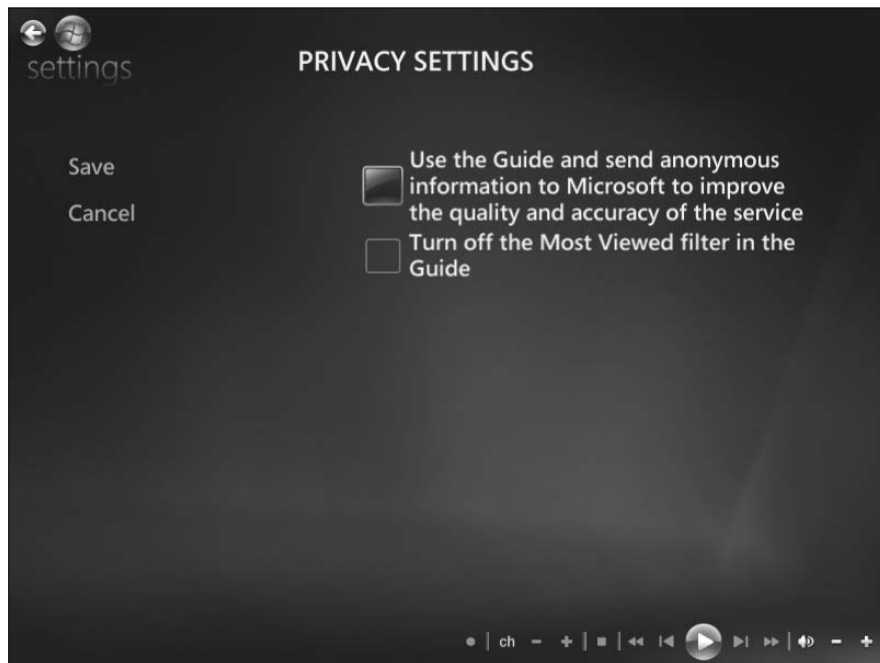 settings
PRIVACY SETTINGS
Save
Cancel
Use the Guide and send anonymous
information to Microsoft to improve
the quality and accuracy of the service
Turn off the Most Viewed filter in the
Guide
ch